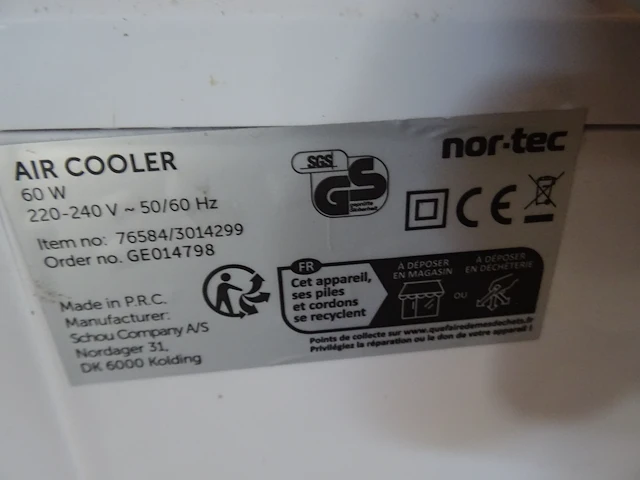 AIR COOLER
60 W
220-240 V ~ 50/60 Hz
Item no: 76584/3014299
Order no. GE014798
Made in P.R.C.
Manufacturer:
Schou Company A/S
Nordager 31,
DK 6000 Kolding
SGS
GS
nor-tec
CE
FR
Cet appareil,
ses piles
et cordons
se recyclent
À DÉPOSER
EN MAGASIN
OU
À DÉPOSER
EN DÉCHÈTERIE
Points de collecte sur www.quefairedemesdechets.fr
Privilégiez la réparation ou le don de votre appareil !